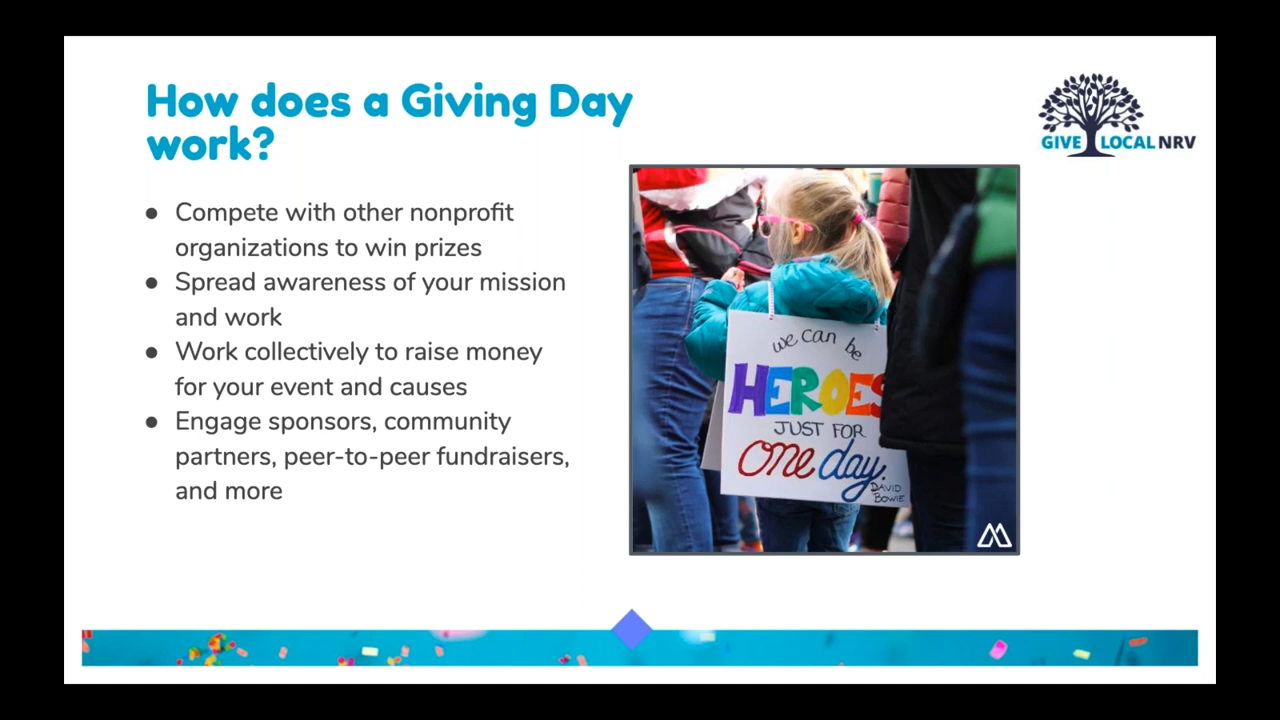 How does a Giving Day
work?
GIVE LOCAL NRV
● Compete with other nonprofit
organizations to win prizes
● Spread awareness of your mission
and work
● Work collectively to raise money
for your event and causes
● Engage sponsors, community
partners, peer-to-peer fundraisers,
and more
we can be
HEROES
JUST FOR
one day.
DAVID
BOWIE